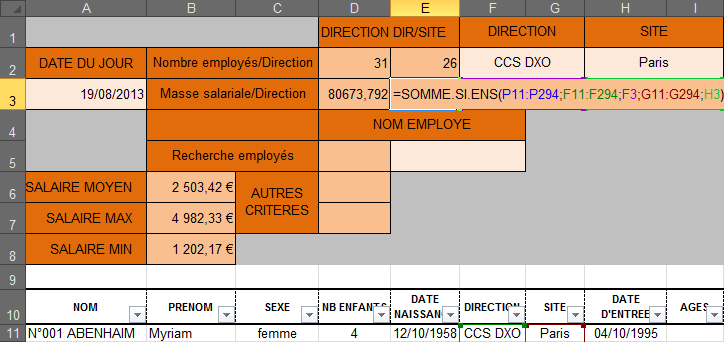 A B C D E F G H I
1 DIRECTION DIR/SITE DIRECTION SITE
2 DATE DU JOUR Nombre employés/Direction 31 26 CCS DXO Paris
3 19/08/2013 Masse salariale/Direction 80673,792 =SOMME.SI.ENS(P11:P294;F11:F294;F3;G11:G294;H3)
4 NOM EMPLOYE
5 Recherche employés
6 SALAIRE MOYEN 2 503,42 € AUTRES CRITERES
7 SALAIRE MAX 4 982,33 €
8 SALAIRE MIN 1 202,17 €
9
10 NOM PRENOM SEXE NB ENFANTS DATE NAISSAN DIRECTION SITE DATE D'ENTREE AGES
11 N°001 ABENHAIM Myriam femme 4 12/10/1958 CCS DXO Paris 04/10/1995